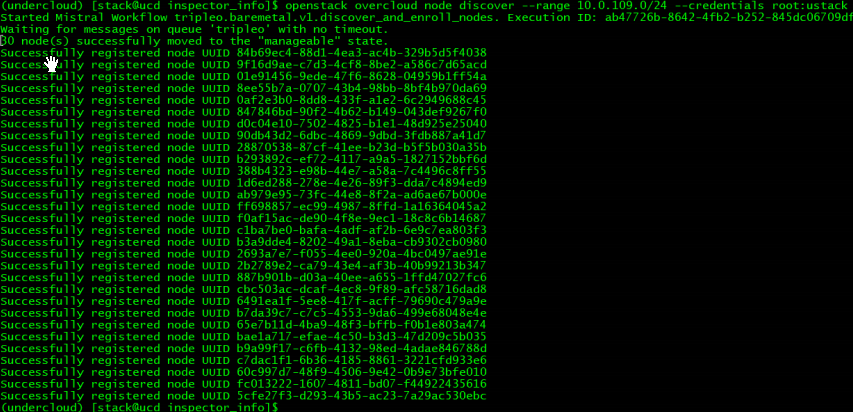 (undercloud) [stack@ucd inspector_info]$ openstack overcloud node discover --range 10.0.109.0/24 --credentials root:ustack
Started Mistral Workflow tripleo.baremetal.v1.discover_and_enroll_nodes. Execution ID: ab47726b-8642-4fb2-b252-845dc06709df
Waiting for messages on queue 'tripleo' with no timeout.
30 node(s) successfully moved to the "manageable" state.
Successfully registered node UUID 84b69ec4-88d1-4ea3-ac4b-329b5d5f4038
Successfully registered node UUID 9f16d9ae-c7d3-4cf8-8be2-a586c7d65acd
Successfully registered node UUID 01e91456-9ede-47f6-8628-04959b1ff54a
Successfully registered node UUID 8ee55b7a-0707-43b4-98bb-8bf4b970da69
Successfully registered node UUID 0af2e3b0-8dd8-433f-a1e2-6c2949688c45
Successfully registered node UUID 847846bd-90f2-4b62-b149-043def9267f0
Successfully registered node UUID d0c04e10-7502-4825-b1e1-48d925e25040
Successfully registered node UUID 90db43d2-6dbc-4869-9dbd-3fdb887a41d7
Successfully registered node UUID 28870538-87cf-41ee-b23d-b5f5b030a35b
Successfully registered node UUID b293892c-ef72-4117-a9a5-1827152bbf6d
Successfully registered node UUID 388b4323-e98b-44e7-a58a-7c4496c8ff55
Successfully registered node UUID 1d6ed288-278e-4e26-89f3-dda7c4894ed9
Successfully registered node UUID ab979e95-73fc-44e8-8f2a-ad6ae67b000e
Successfully registered node UUID ff698857-ec99-4987-8ffd-1a16364045a2
Successfully registered node UUID f0af15ac-de90-4f8e-9ec1-18c8c6b14687
Successfully registered node UUID c1ba7be0-bafa-4adf-af2b-6e9c7ea803f3
Successfully registered node UUID b3a9dde4-8202-49a1-8eba-cb9302cb0980
Successfully registered node UUID 2693a7e7-f055-4ee0-920a-4bc0497ae91e
Successfully registered node UUID 2b2789e2-ca79-43e4-af3b-40b99213b347
Successfully registered node UUID 887b901b-d03a-40ee-a655-1ffd47027fc6
Successfully registered node UUID cbc503ac-dcaf-4ec8-9f89-afc58716dad8
Successfully registered node UUID 6491ea1f-5ee8-417f-acff-79690c479a9e
Successfully registered node UUID b7da39c7-c7c5-4553-9da6-499e68048e4e
Successfully registered node UUID 65e7b11d-4ba9-48f3-bffb-f0b1e803a474
Successfully registered node UUID bae1a717-efae-4c50-b3d3-47d209c5b035
Successfully registered node UUID b9a99f17-c6fb-4132-98ed-4adae846788d
Successfully registered node UUID c7dac1f1-6b36-4185-8861-3221cfd933e6
Successfully registered node UUID 60c997d7-48f9-4506-9e42-0b9e73bfe010
Successfully registered node UUID fc013222-1607-4811-bd07-f44922435616
Successfully registered node UUID 5cfe27f3-d293-43b5-ac23-7a29ac530ebc
(undercloud) [stack@ucd inspector_info]$